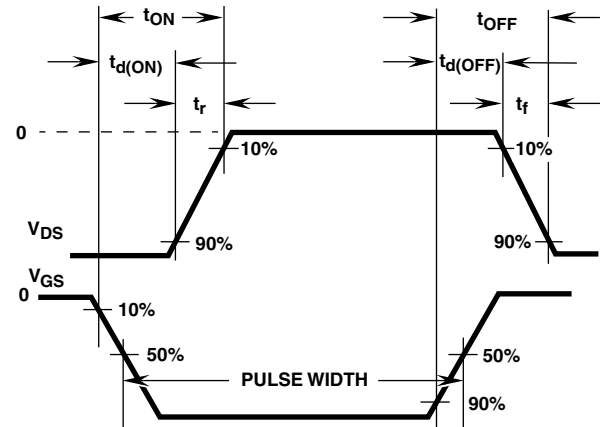 tON
tOFF
td(ON)
td(OFF)
tr
tf
0
10%
10%
VDS
90%
90%
VGS
0
10%
50%
PULSE WIDTH
50%
90%